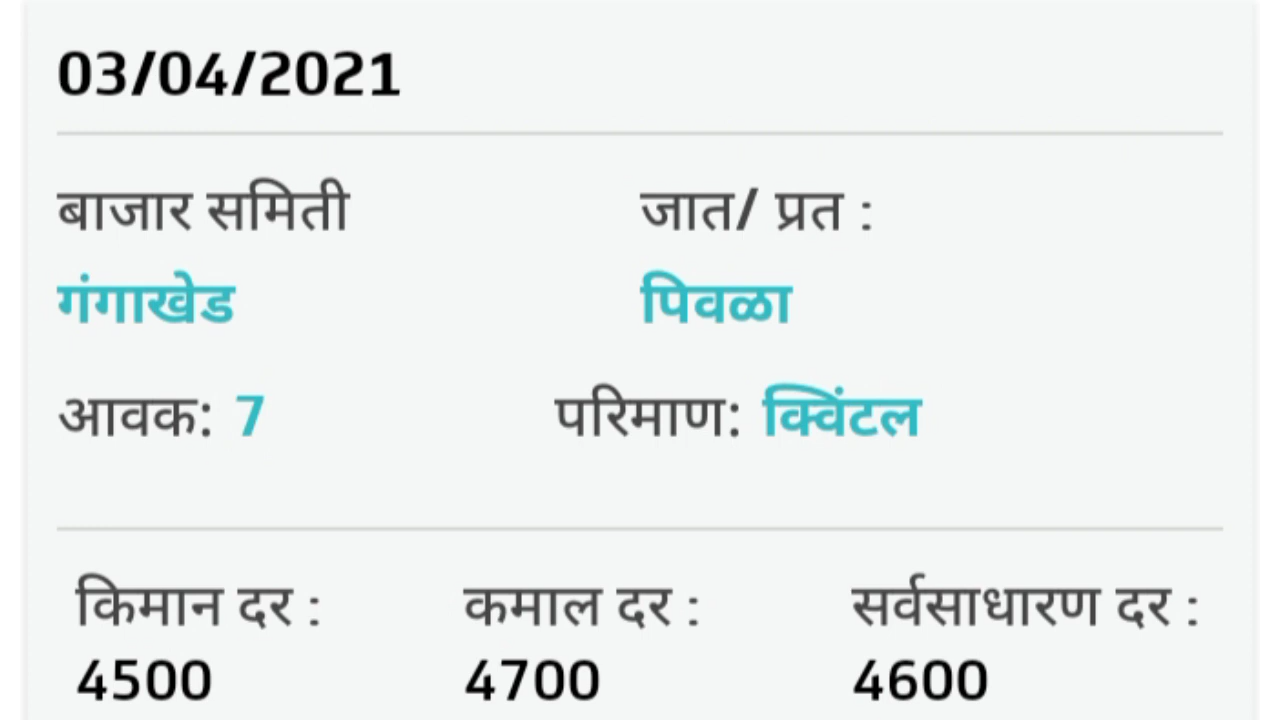 03/04/2021
बाजार समिती जात/ प्रत :
गंगाखेड पिवळा
आवक: 7 परिमाण: क्विंटल
किमान दर : कमाल दर : सर्वसाधारण दर :
4500 4700 4600